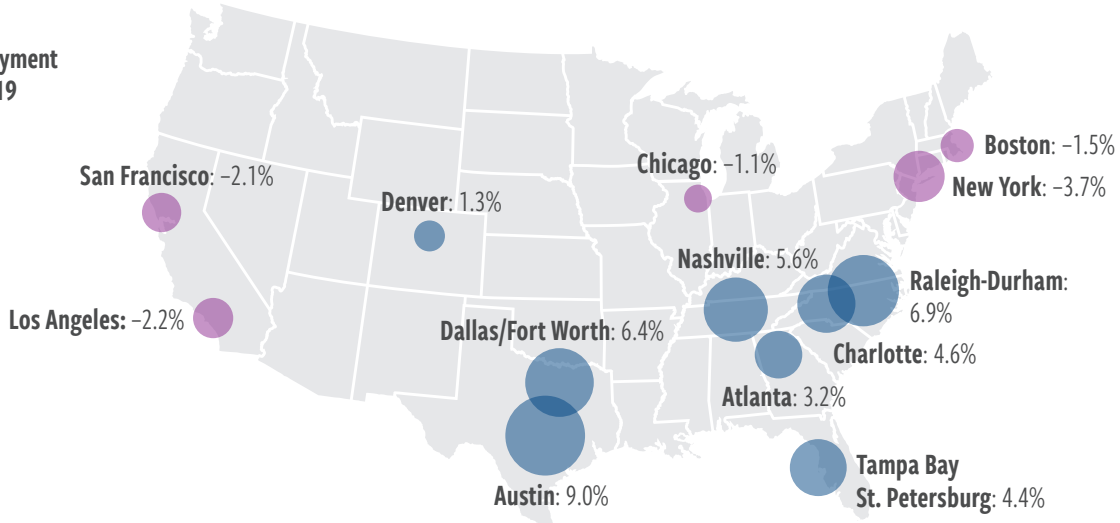 yment
19
Boston: –1.5%
Chicago: –1.1%
San Francisco: –2.1%
New York: –3.7%
Denver: 1.3%
Nashville: 5.6%
Raleigh-Durham:
6.9%
Los Angeles: –2.2%
Dallas/Fort Worth: 6.4%
Charlotte: 4.6%
Atlanta: 3.2%
Tampa Bay
St. Petersburg: 4.4%
Austin: 9.0%